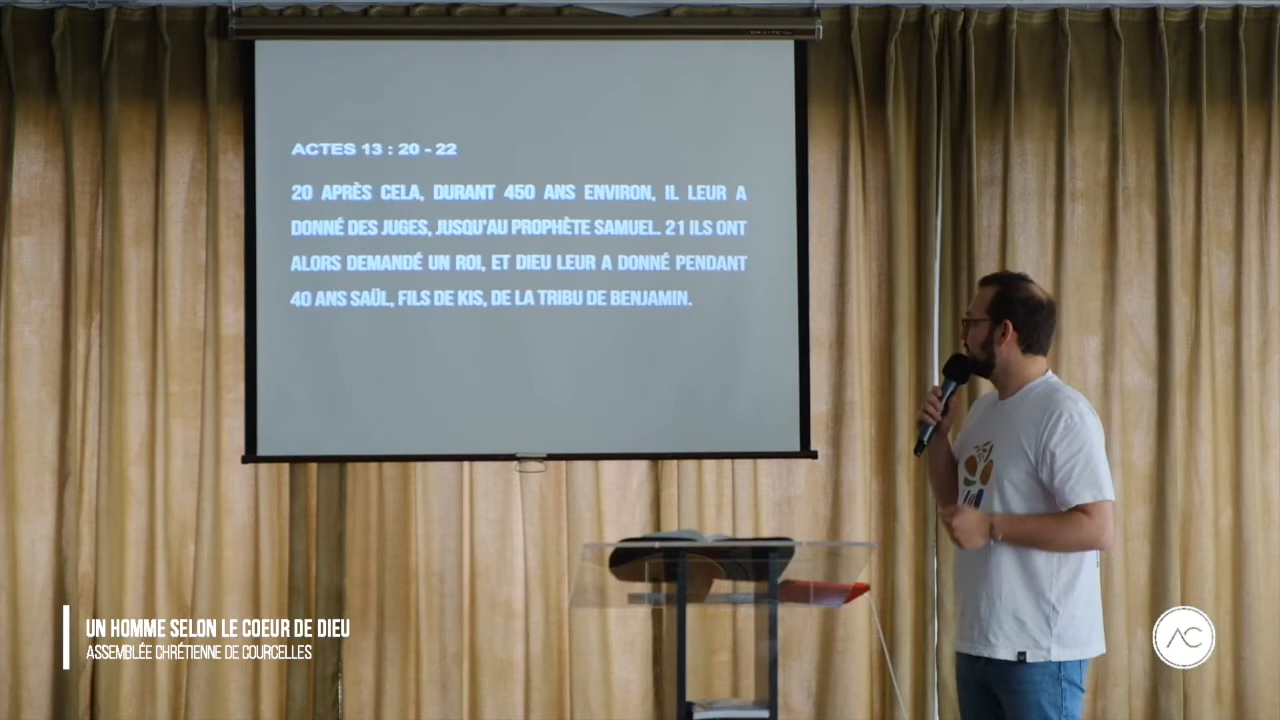 ACTES 13 : 20 - 22
20 APRÈS CELA, DURANT 450 ANS ENVIRON, IL LEUR A
DONNÉ DES JUGES, JUSQU'AU PROPHÈTE SAMUEL. 21 ILS ONT
ALORS DEMANDÉ UN ROI, ET DIEU LEUR A DONNÉ PENDANT
40 ANS SAÜL, FILS DE KIS, DE LA TRIBU DE BENJAMIN.
UN HOMME SELON LE COEUR DE DIEU
ASSEMBLÉE CHRÉTIENNE DE COURCELLES
AC